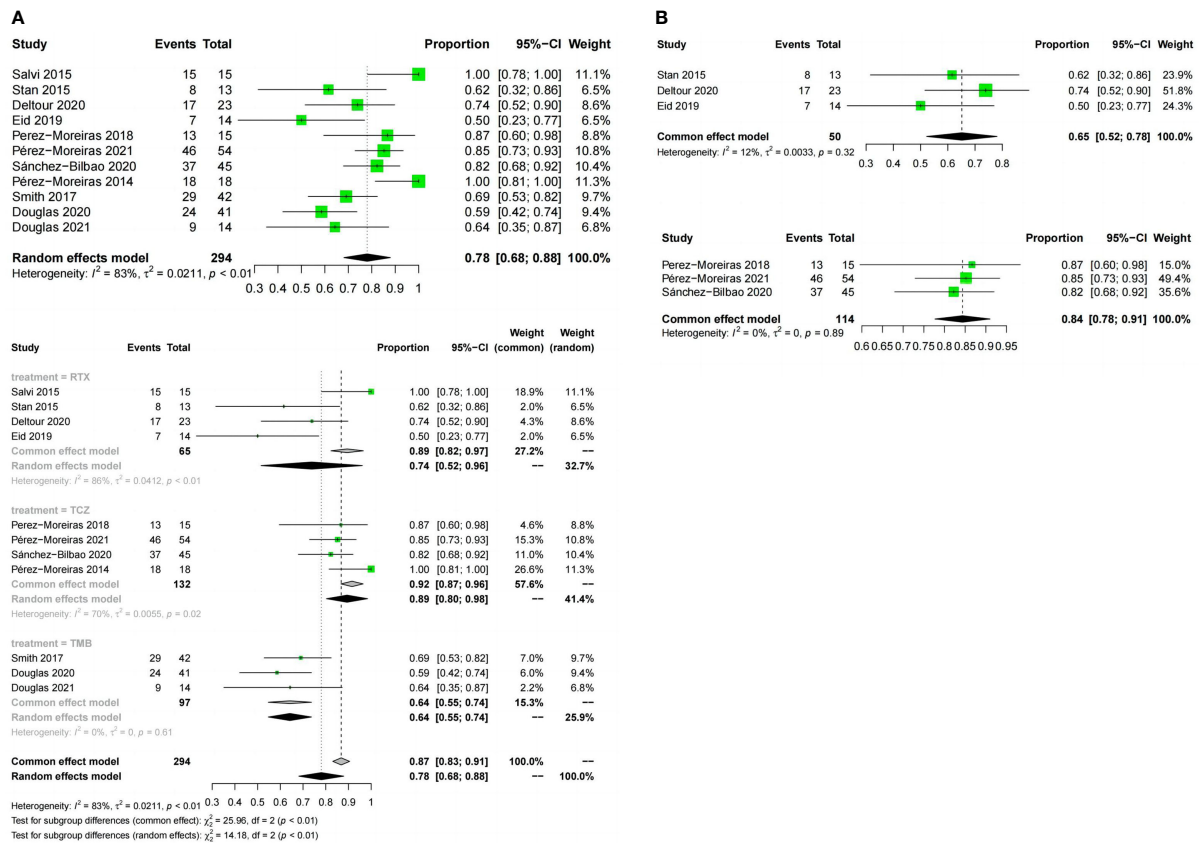 A
Study Events Total Proportion 95%−CI Weight
Salvi 2015 15 15 1.00 [0.78; 1.00] 11.1%
Stan 2015 8 13 0.62 [0.32; 0.86] 6.5%
Deltour 2020 17 23 0.74 [0.52; 0.90] 8.6%
Eid 2019 7 14 0.50 [0.23; 0.77] 6.5%
Perez−Moreiras 2018 13 15 0.87 [0.60; 0.98] 8.8%
Pérez−Moreiras 2021 46 54 0.85 [0.73; 0.93] 10.8%
Sánchez−Bilbao 2020 37 45 0.82 [0.68; 0.92] 10.4%
Pérez−Moreiras 2014 18 18 1.00 [0.81; 1.00] 11.3%
Smith 2017 29 42 0.69 [0.53; 0.82] 9.7%
Douglas 2020 24 41 0.59 [0.42; 0.74] 9.4%
Douglas 2021 9 14 0.64 [0.35; 0.87] 6.8%
Random effects model 294 0.78 [0.68; 0.88] 100.0%
Heterogeneity: I² = 83%, τ² = 0.0211, p < 0.01
0.3 0.4 0.5 0.6 0.7 0.8 0.9 1
Weight Weight
Study Events Total Proportion 95%−CI (common) (random)
treatment = RTX
Salvi 2015 15 15 1.00 [0.78; 1.00] 18.9% 11.1%
Stan 2015 8 13 0.62 [0.32; 0.86] 2.0% 6.5%
Deltour 2020 17 23 0.74 [0.52; 0.90] 4.3% 8.6%
Eid 2019 7 14 0.50 [0.23; 0.77] 2.0% 6.5%
Common effect model 65 0.89 [0.82; 0.97] 27.2% −−
Random effects model 0.74 [0.52; 0.96] −− 32.7%
Heterogeneity: I² = 86%, τ² = 0.0412, p < 0.01
treatment = TCZ
Perez−Moreiras 2018 13 15 0.87 [0.60; 0.98] 4.6% 8.8%
Pérez−Moreiras 2021 46 54 0.85 [0.73; 0.93] 15.3% 10.8%
Sánchez−Bilbao 2020 37 45 0.82 [0.68; 0.92] 11.0% 10.4%
Pérez−Moreiras 2014 18 18 1.00 [0.81; 1.00] 26.6% 11.3%
Common effect model 132 0.92 [0.87; 0.96] 57.6% −−
Random effects model 0.89 [0.80; 0.98] −− 41.4%
Heterogeneity: I² = 70%, τ² = 0.0055, p = 0.02
treatment = TMB
Smith 2017 29 42 0.69 [0.53; 0.82] 7.0% 9.7%
Douglas 2020 24 41 0.59 [0.42; 0.74] 6.0% 9.4%
Douglas 2021 9 14 0.64 [0.35; 0.87] 2.2% 6.8%
Common effect model 97 0.64 [0.55; 0.74] 15.3% −−
Random effects model 0.64 [0.55; 0.74] −− 25.9%
Heterogeneity: I² = 0%, τ² = 0, p = 0.61
Common effect model 294 0.87 [0.83; 0.91] 100.0% −−
Random effects model 0.78 [0.68; 0.88] −− 100.0%
Heterogeneity: I² = 83%, τ² = 0.0211, p < 0.01
0.3 0.4 0.5 0.6 0.7 0.8 0.9 1
Test for subgroup differences (common effect): χ²₂ = 25.96, df = 2 (p < 0.01)
Test for subgroup differences (random effects): χ²₂ = 14.18, df = 2 (p < 0.01)
B
Study Events Total Proportion 95%−CI Weight
Stan 2015 8 13 0.62 [0.32; 0.86] 23.9%
Deltour 2020 17 23 0.74 [0.52; 0.90] 51.8%
Eid 2019 7 14 0.50 [0.23; 0.77] 24.3%
Common effect model 50 0.65 [0.52; 0.78] 100.0%
Heterogeneity: I² = 12%, τ² = 0.0033, p = 0.32
0.3 0.4 0.5 0.6 0.7 0.8
Study Events Total Proportion 95%−CI Weight
Perez−Moreiras 2018 13 15 0.87 [0.60; 0.98] 15.0%
Pérez−Moreiras 2021 46 54 0.85 [0.73; 0.93] 49.4%
Sánchez−Bilbao 2020 37 45 0.82 [0.68; 0.92] 35.6%
Common effect model 114 0.84 [0.78; 0.91] 100.0%
Heterogeneity: I² = 0%, τ² = 0, p = 0.89
0.6 0.65 0.7 0.75 0.8 0.85 0.9 0.95